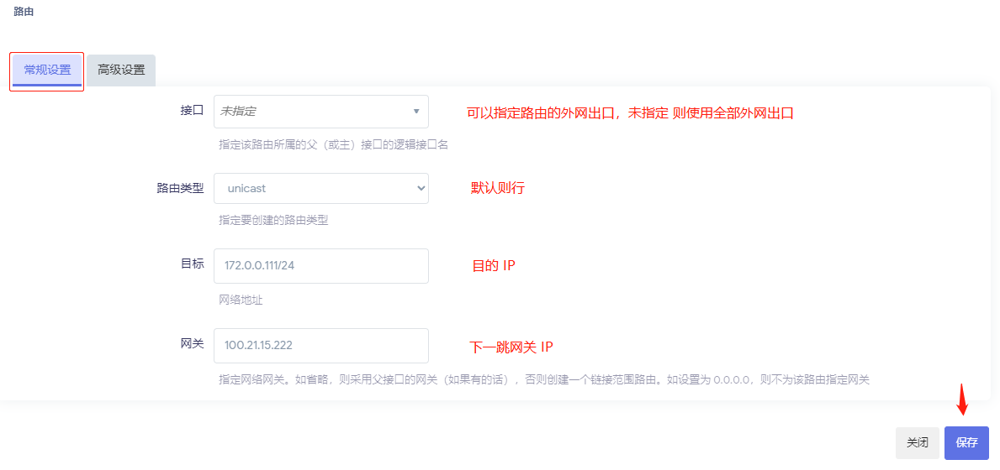 路由
常规设置 高级设置
接口 未指定 可以指定路由的外网出口，未指定 则使用全部外网出口
指定该路由所属的父（或主）接口的逻辑接口名
路由类型 unicast 默认则行
指定要创建的路由类型
目标 172.0.0.111/24 目的 IP
网络地址
网关 100.21.15.222 下一跳网关 IP
指定网络网关。如省略，则采用父接口的网关（如果有的话），否则创建一个链接范围路由。如设置为 0.0.0.0，则不为该路由指定网关
关闭 保存